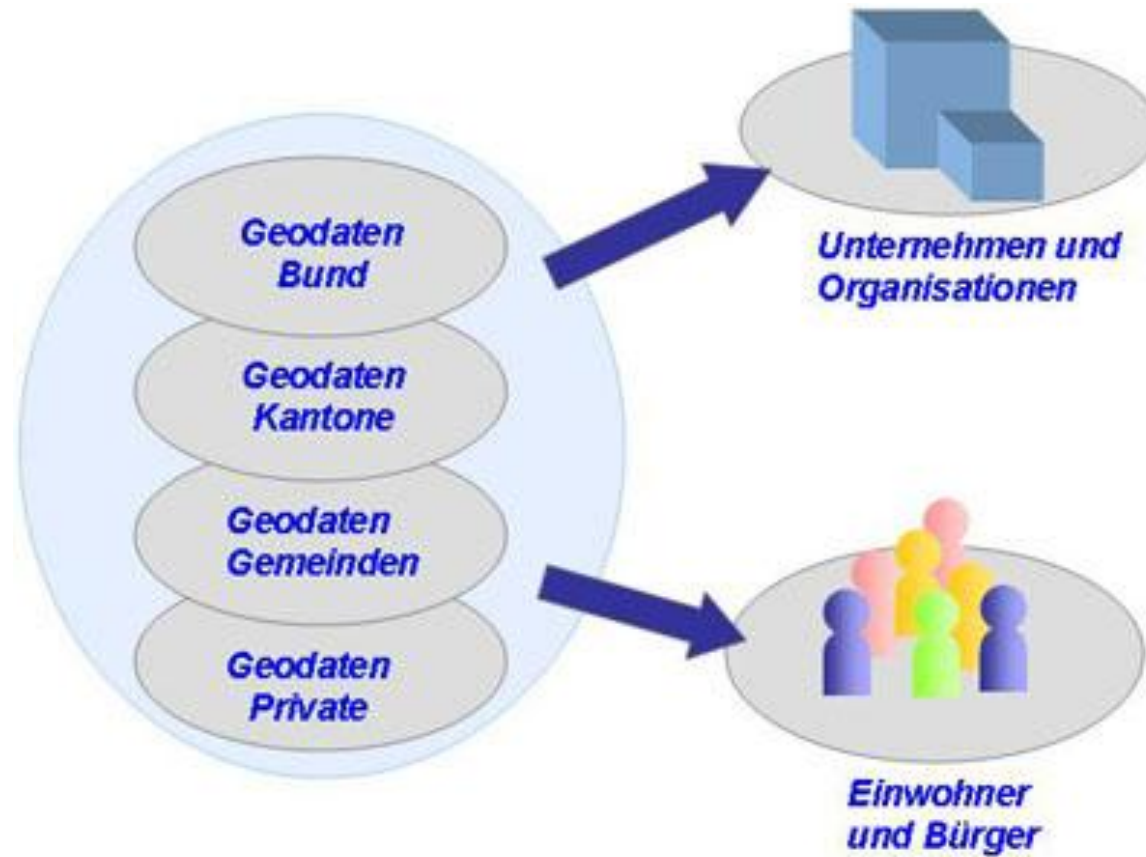 Geodaten
Bund
Geodaten
Kantone
Geodaten
Gemeinden
Geodaten
Private
Unternehmen und
Organisationen
Einwohner
und Bürger